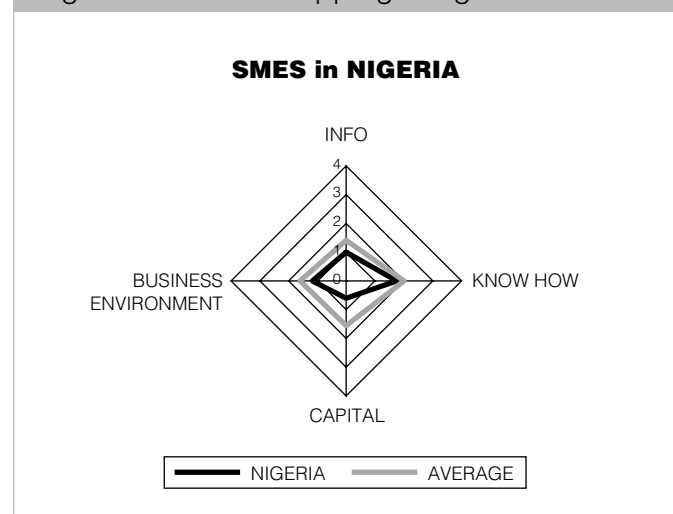 SMES in NIGERIA
INFO
4
3
2
1
0
BUSINESS
ENVIRONMENT
KNOW HOW
CAPITAL
NIGERIA
AVERAGE